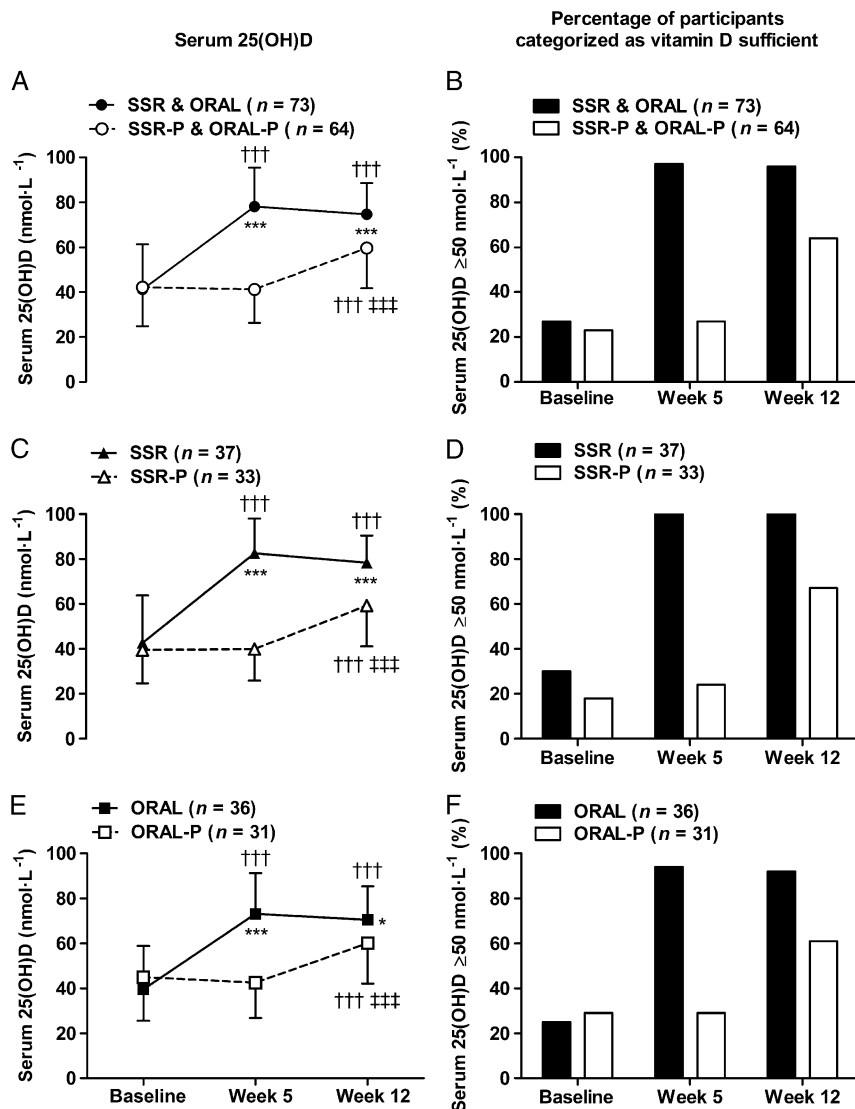 Serum 25(OH)D
Percentage of participants
categorized as vitamin D sufficient
A
SSR & ORAL (n = 73)
SSR-P & ORAL-P (n = 64)
Serum 25(OH)D (nmol·L⁻¹)
100
80
60
40
20
0
†††
†††
***
***
††† ‡‡‡
B
SSR & ORAL (n = 73)
SSR-P & ORAL-P (n = 64)
Serum 25(OH)D ≥50 nmol·L⁻¹ (%)
100
80
60
40
20
0
Baseline Week 5 Week 12
C
SSR (n = 37)
SSR-P (n = 33)
Serum 25(OH)D (nmol·L⁻¹)
100
80
60
40
20
0
†††
†††
***
***
††† ‡‡‡
D
SSR (n = 37)
SSR-P (n = 33)
Serum 25(OH)D ≥50 nmol·L⁻¹ (%)
100
80
60
40
20
0
Baseline Week 5 Week 12
E
ORAL (n = 36)
ORAL-P (n = 31)
Serum 25(OH)D (nmol·L⁻¹)
100
80
60
40
20
0
†††
†††
***
*
††† ‡‡‡
Baseline Week 5 Week 12
F
ORAL (n = 36)
ORAL-P (n = 31)
Serum 25(OH)D ≥50 nmol·L⁻¹ (%)
100
80
60
40
20
0
Baseline Week 5 Week 12